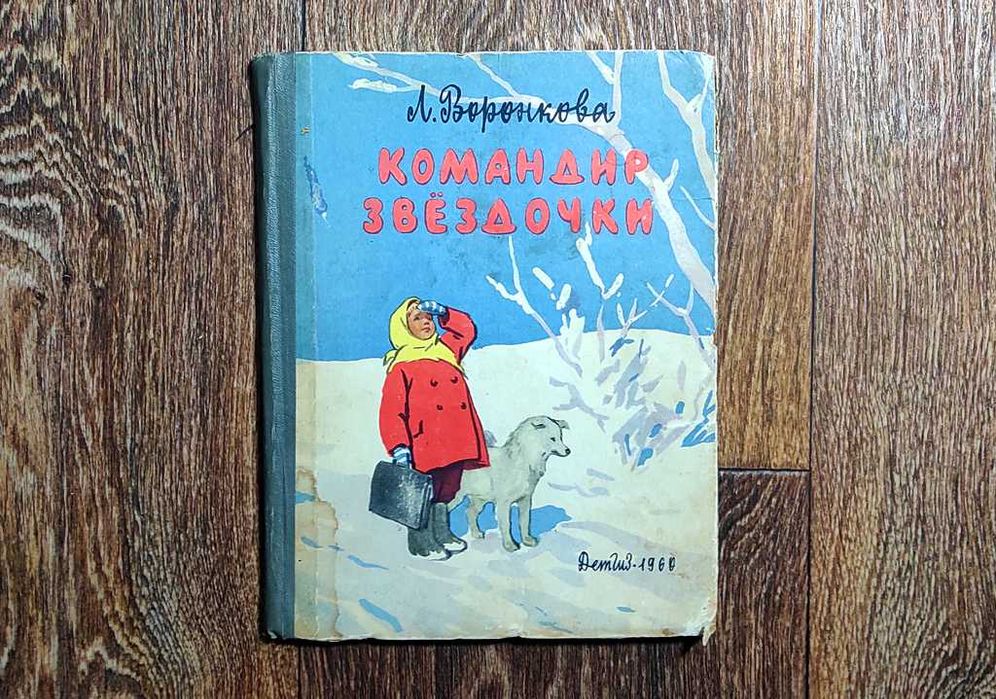 Л. Воронкова
КОМАНДИР
ЗВЁЗДОЧКИ
Детгиз-1960